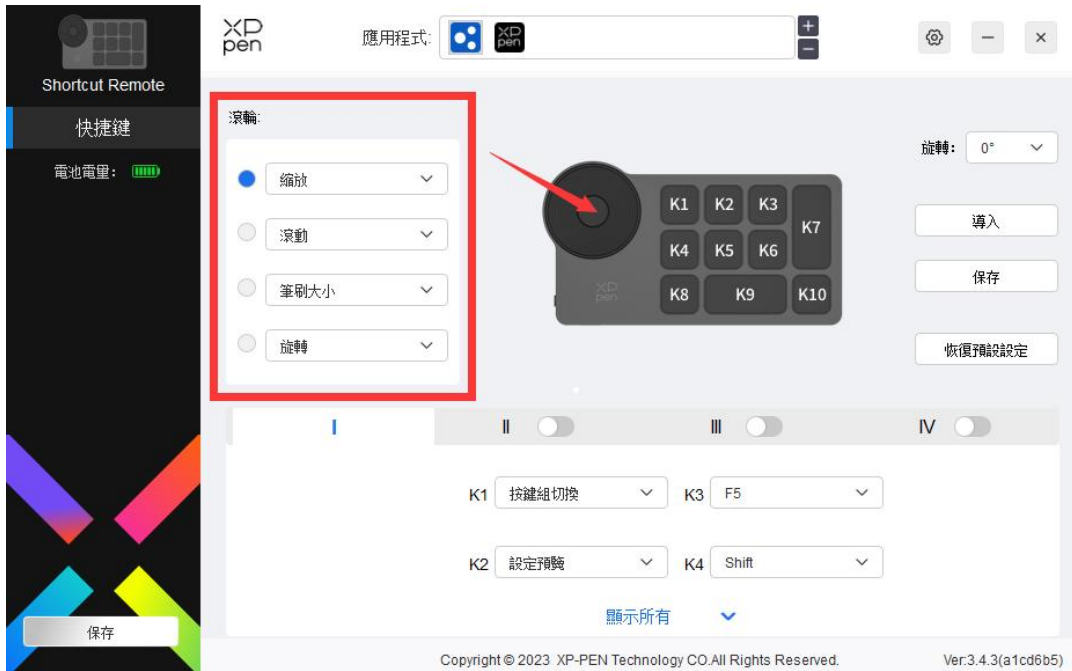 Shortcut Remote
快捷鍵
電池電量:
保存
XP
pen
應用程式:
XP
pen
滾輪:
縮放
滾動
筆刷大小
旋轉
K1 K2 K3
K7
K4 K5 K6
K8 K9 K10
XP
pen
旋轉: 0°
導入
保存
恢復預設設定
I II III IV
K1 按鍵組切換 K3 F5
K2 設定預覽 K4 Shift
顯示所有
Copyright © 2023 XP-PEN Technology CO.All Rights Reserved.
Ver:3.4.3(a1cd6b5)